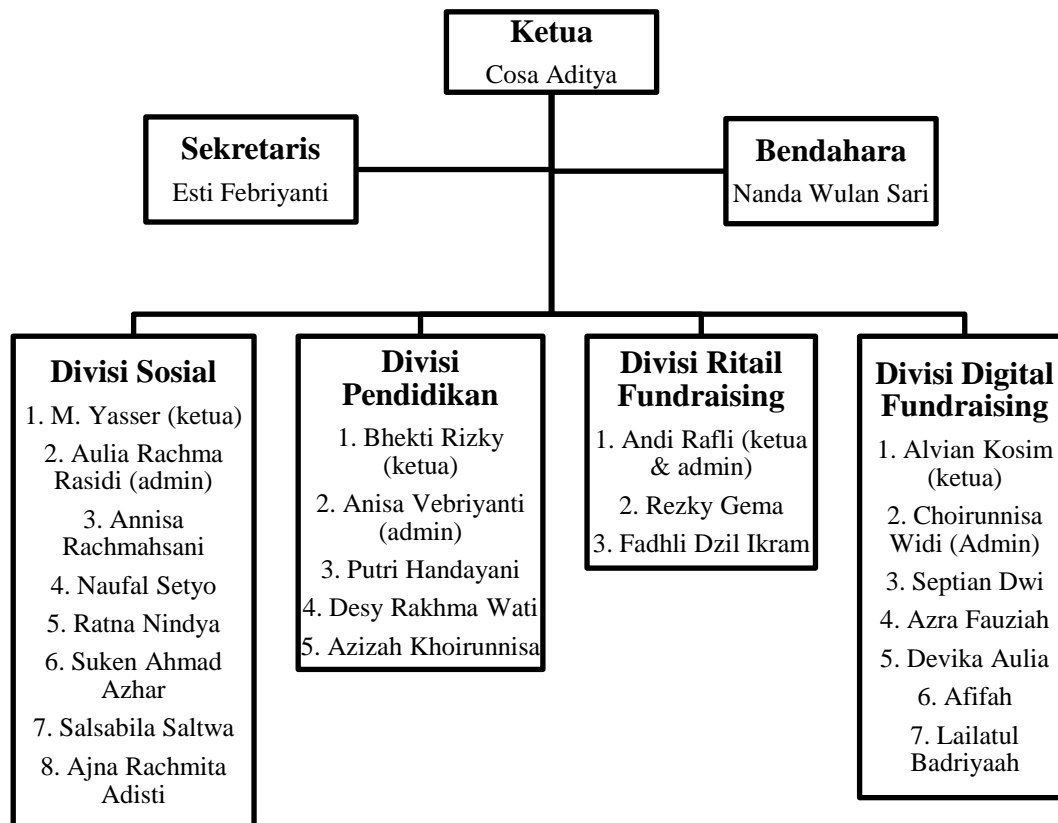 Ketua
Cosa Aditya
Sekretaris
Esti Febriyanti
Bendahara
Nanda Wulan Sari
Divisi Sosial
1. M. Yasser (ketua)
2. Aulia Rachma
Rasidi (admin)
3. Annisa
Rachmahsani
4. Naufal Setyo
5. Ratna Nindya
6. Suken Ahmad
Azhar
7. Salsabila Saltwa
8. Ajna Rachmita
Adisti
Divisi
Pendidikan
1. Bhekti Rizky
(ketua)
2. Anisa Vebriyanti
(admin)
3. Putri Handayani
4. Desy Rakhma Wati
5. Azizah Khoirunnisa
Divisi Ritail
Fundraising
1. Andi Rafli (ketua
& admin)
2. Rezky Gema
3. Fadhli Dzil Ikram
Divisi Digital
Fundraising
1. Alvian Kosim
(ketua)
2. Choirunnisa
Widi (Admin)
3. Septian Dwi
4. Azra Fauziah
5. Devika Aulia
6. Afifah
7. Lailatul
Badriyaah